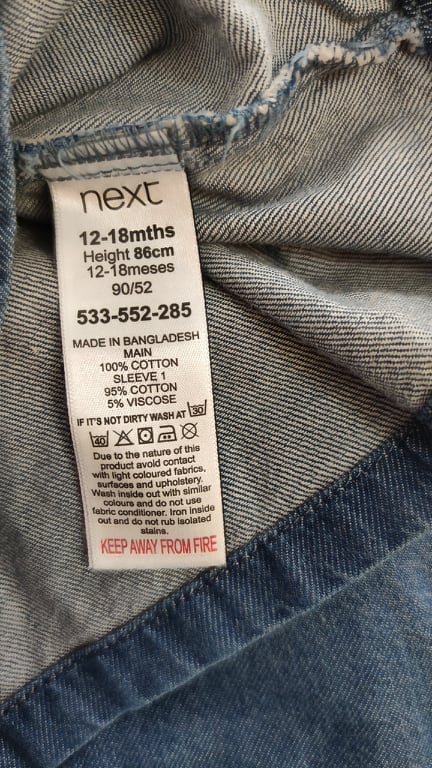 next
12-18mths
Height 86cm
12-18meses
90/52
533-552-285
MADE IN BANGLADESH
MAIN
100% COTTON
SLEEVE 1
95% COTTON
5% VISCOSE
IF IT'S NOT DIRTY WASH AT 30
40
Due to the nature of this
product avoid contact
with light coloured fabrics,
surfaces and upholstery.
Wash inside out with similar
colours and do not use
fabric conditioner. Iron inside
out and do not rub isolated
stains.
KEEP AWAY FROM FIRE